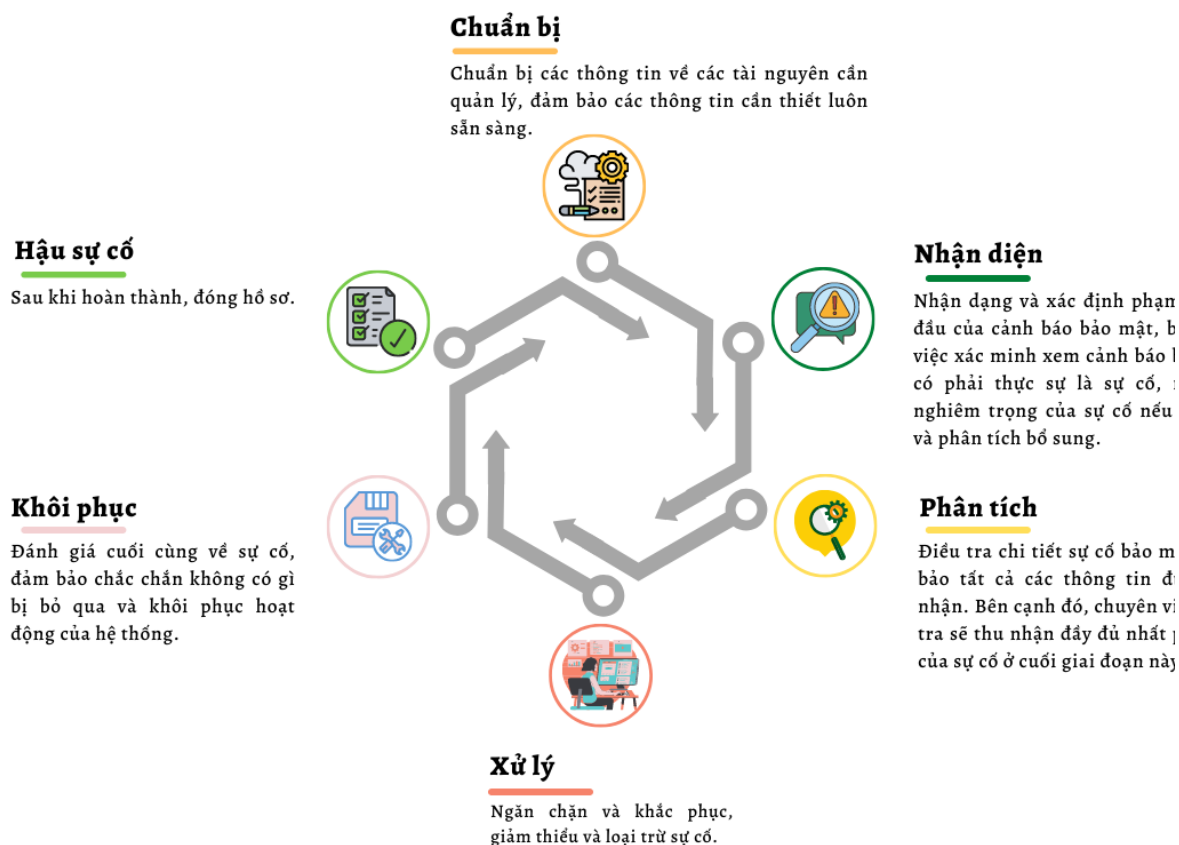 Chuẩn bị
Chuẩn bị các thông tin về các tài nguyên cần
quản lý, đảm bảo các thông tin cần thiết luôn
sẵn sàng.
Nhận diện
Nhận dạng và xác định phạm
đầu của cảnh báo bảo mật,
việc xác minh xem cảnh báo
có phải thực sự là sự cố,
nghiêm trọng của sự cố nếu
và phân tích bổ sung.
Phân tích
Điều tra chi tiết sự cố bảo
bảo tất cả các thông tin
nhận. Bên cạnh đó, chuyên
tra sẽ thu nhận đầy đủ nhất
của sự cố ở cuối giai đoạn này
Xử lý
Ngăn chặn và khắc phục,
giảm thiểu và loại trừ sự cố.
Khôi phục
Đánh giá cuối cùng về sự cố,
đảm bảo chắc chắn không có gì
bị bỏ qua và khôi phục hoạt
động của hệ thống.
Hậu sự cố
Sau khi hoàn thành, đóng hồ sơ.